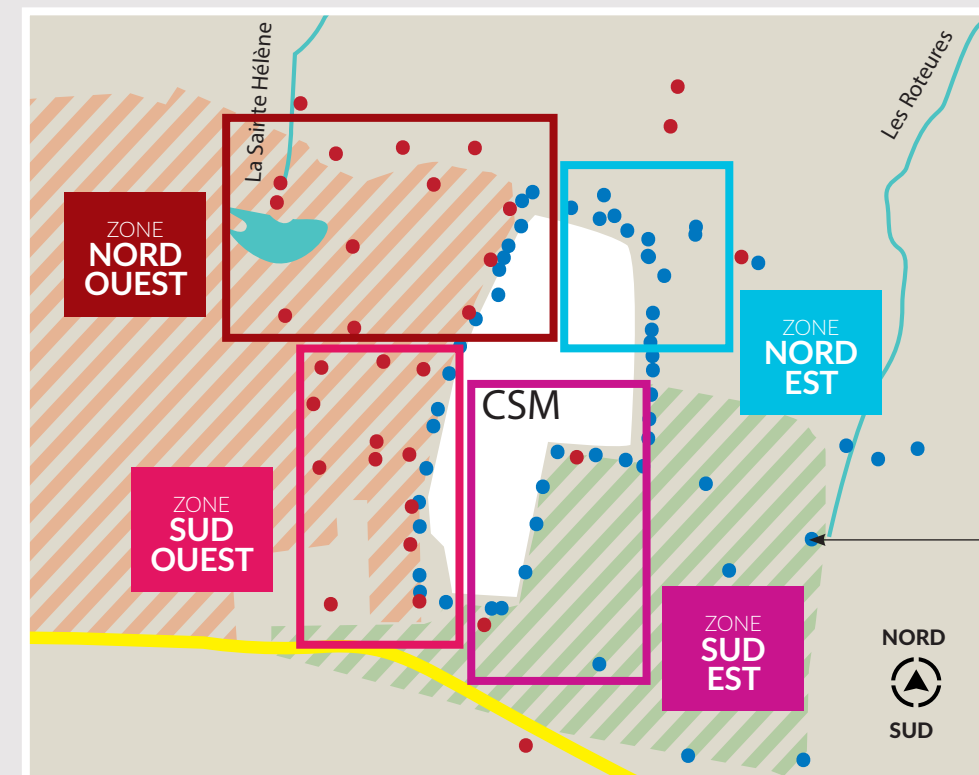 La Sainte Hélène
Les Roteures
ZONE
NORD
OUEST
ZONE
NORD
EST
CSM
ZONE
SUD
OUEST
ZONE
SUD
EST
NORD
SUD